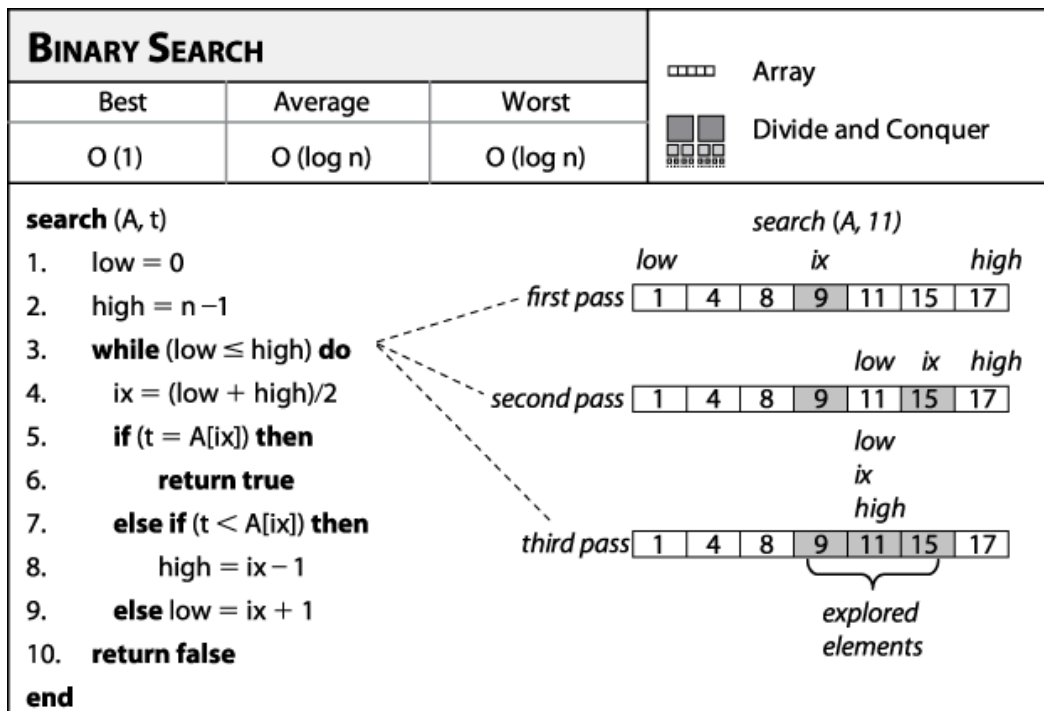 BINARY SEARCH
Best Average Worst
O (1) O (log n) O (log n)
Array
Divide and Conquer
search (A, t)
1. low = 0
2. high = n – 1
3. while (low ≤ high) do
4. ix = (low + high)/2
5. if (t = A[ix]) then
6. return true
7. else if (t < A[ix]) then
8. high = ix – 1
9. else low = ix + 1
10. return false
end
search (A, 11)
low ix high
first pass 1 4 8 9 11 15 17
low ix high
second pass 1 4 8 9 11 15 17
low
ix
high
third pass 1 4 8 9 11 15 17
explored
elements